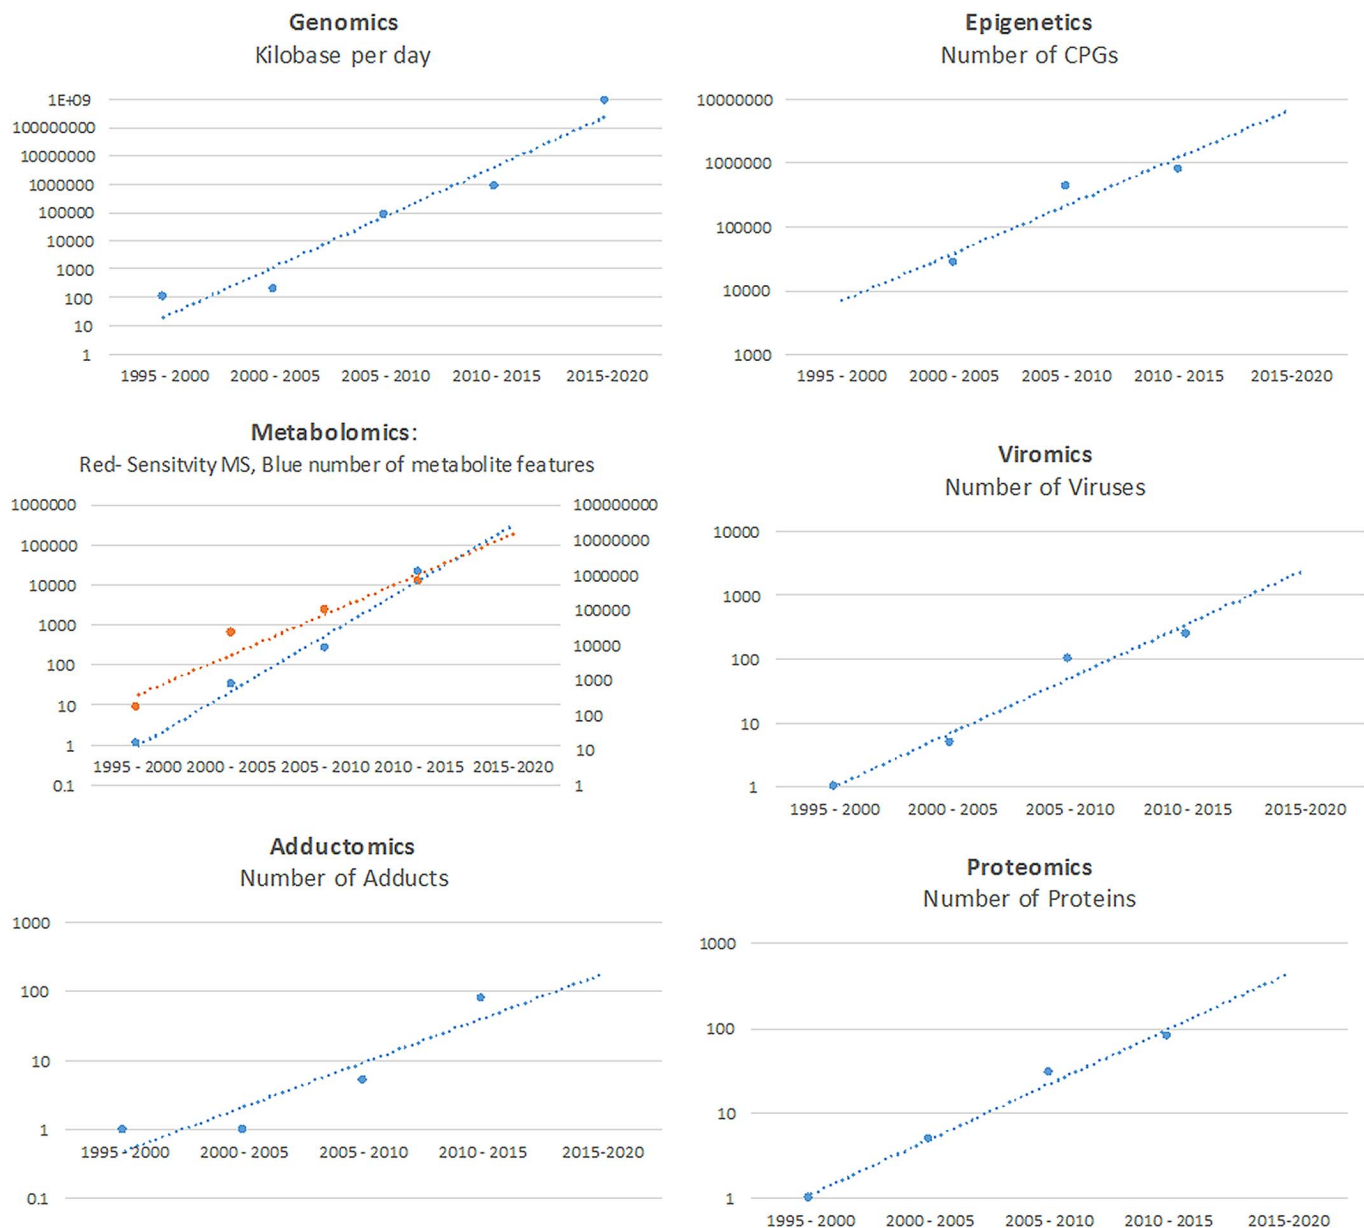 Genomics
Kilobase per day
1E+09
100000000
10000000
1000000
100000
10000
1000
100
10
1
1995 - 2000 2000 - 2005 2005 - 2010 2010 - 2015 2015-2020
Epigenetics
Number of CPGs
10000000
1000000
100000
10000
1000
1995 - 2000 2000 - 2005 2005 - 2010 2010 - 2015 2015-2020
Metabolomics:
Red- Sensitvity MS, Blue number of metabolite features
1000000
100000
10000
1000
100
10
1
0.1
100000000
10000000
1000000
100000
10000
1000
100
10
1
1995 - 2000 2000 - 2005 2005 - 2010 2010 - 2015 2015-2020
Viromics
Number of Viruses
10000
1000
100
10
1
1995 - 2000 2000 - 2005 2005 - 2010 2010 - 2015 2015-2020
Adductomics
Number of Adducts
1000
100
10
1
0.1
1995 - 2000 2000 - 2005 2005 - 2010 2010 - 2015 2015-2020
Proteomics
Number of Proteins
1000
100
10
1
1995 - 2000 2000 - 2005 2005 - 2010 2010 - 2015 2015-2020